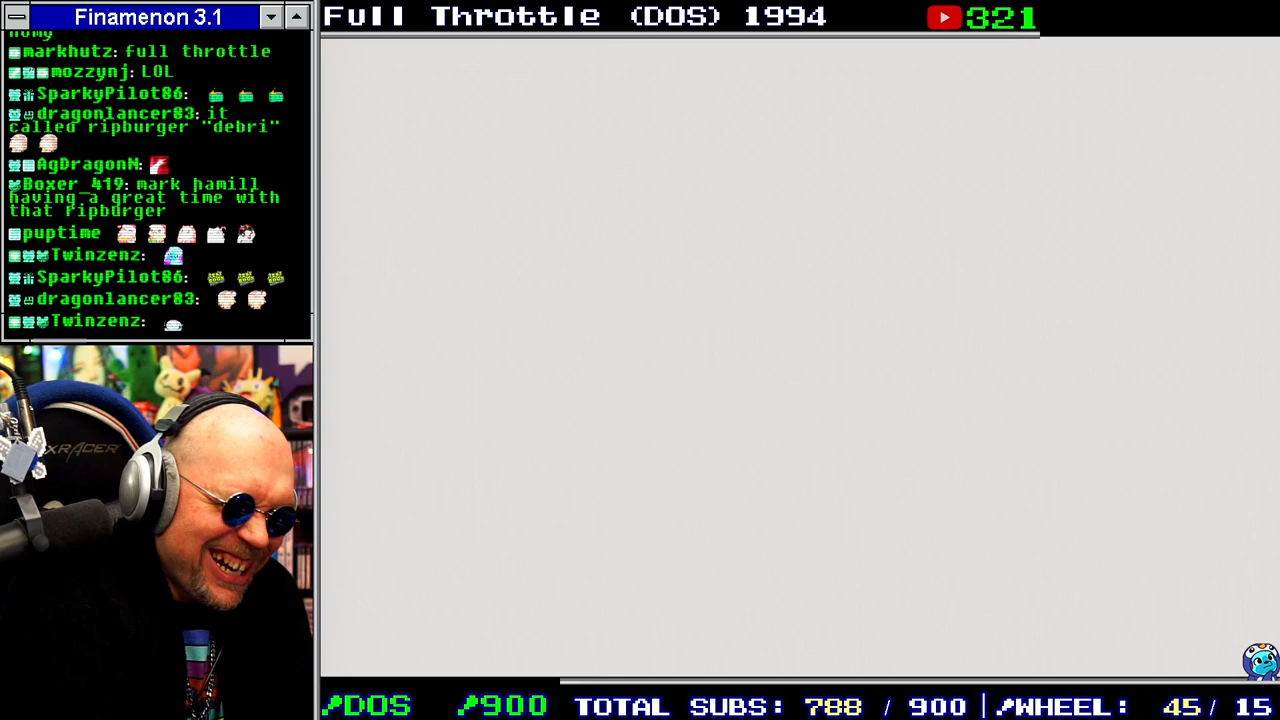 Finamenon 3.1
Full Throttle (DOS) 1994
321
nomy
markhutz: full throttle
mozzynj: LOL
SparkyPilot86:
dragonlancer83: it
called ripburger "debri"
AgDragonN:
Boxer_419: mark hamill
having a great time with
that ripburger
puptime
Twinzenz:
SparkyPilot86:
dragonlancer83:
Twinzenz:
XRACER
/DOS /900 TOTAL SUBS: 788 / 900 | /WHEEL: 45/ 15